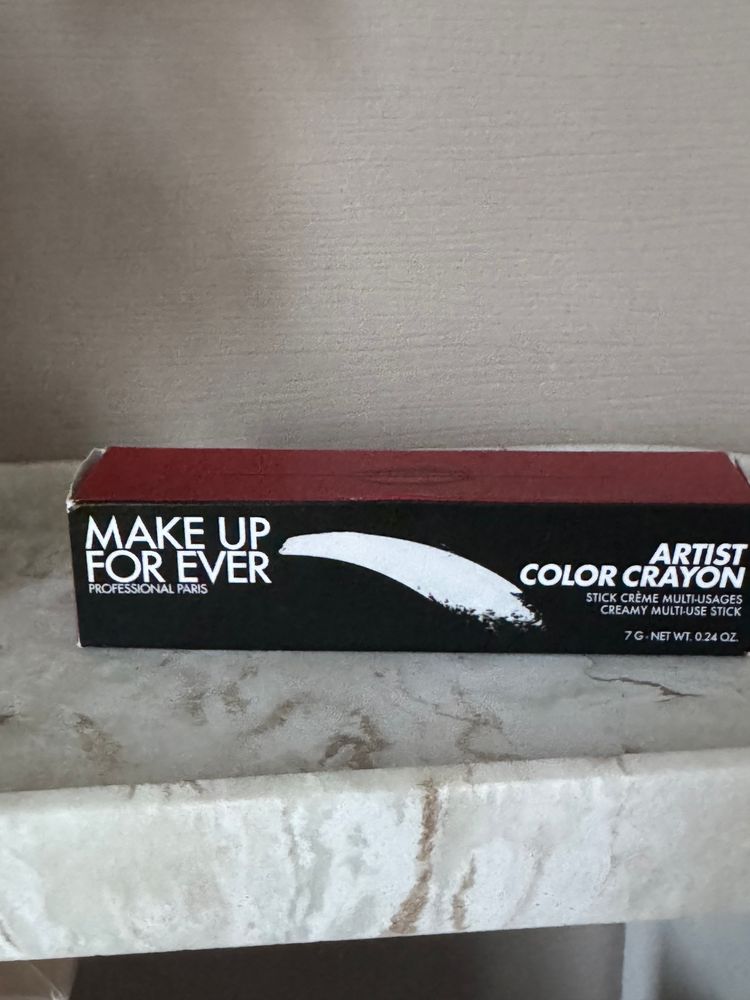 MAKE UP
FOR EVER
PROFESSIONAL PARIS
ARTIST
COLOR CRAYON
STICK CRÈME MULTI-USAGES
CREAMY MULTI-USE STICK
7 G - NET WT. 0.24 OZ.